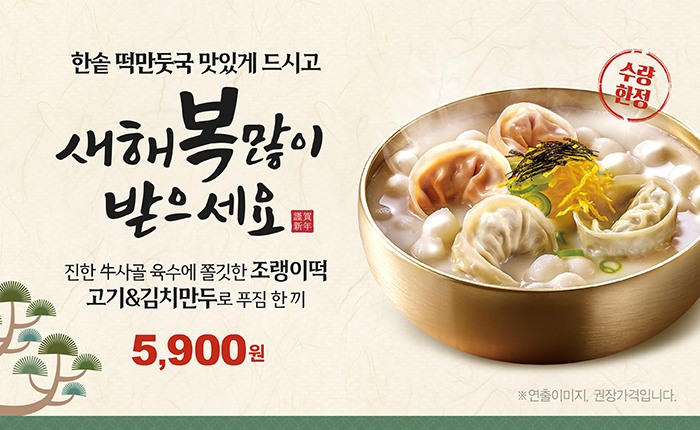 한솥 떡만둣국 맛있게 드시고
새해 복 많이
받으세요
謹賀
新年
진한 牛사골 육수에 쫄깃한 조랭이떡
고기&김치만두로 푸짐 한 끼
5,900원
수량
한정
※연출이미지, 권장가격입니다.